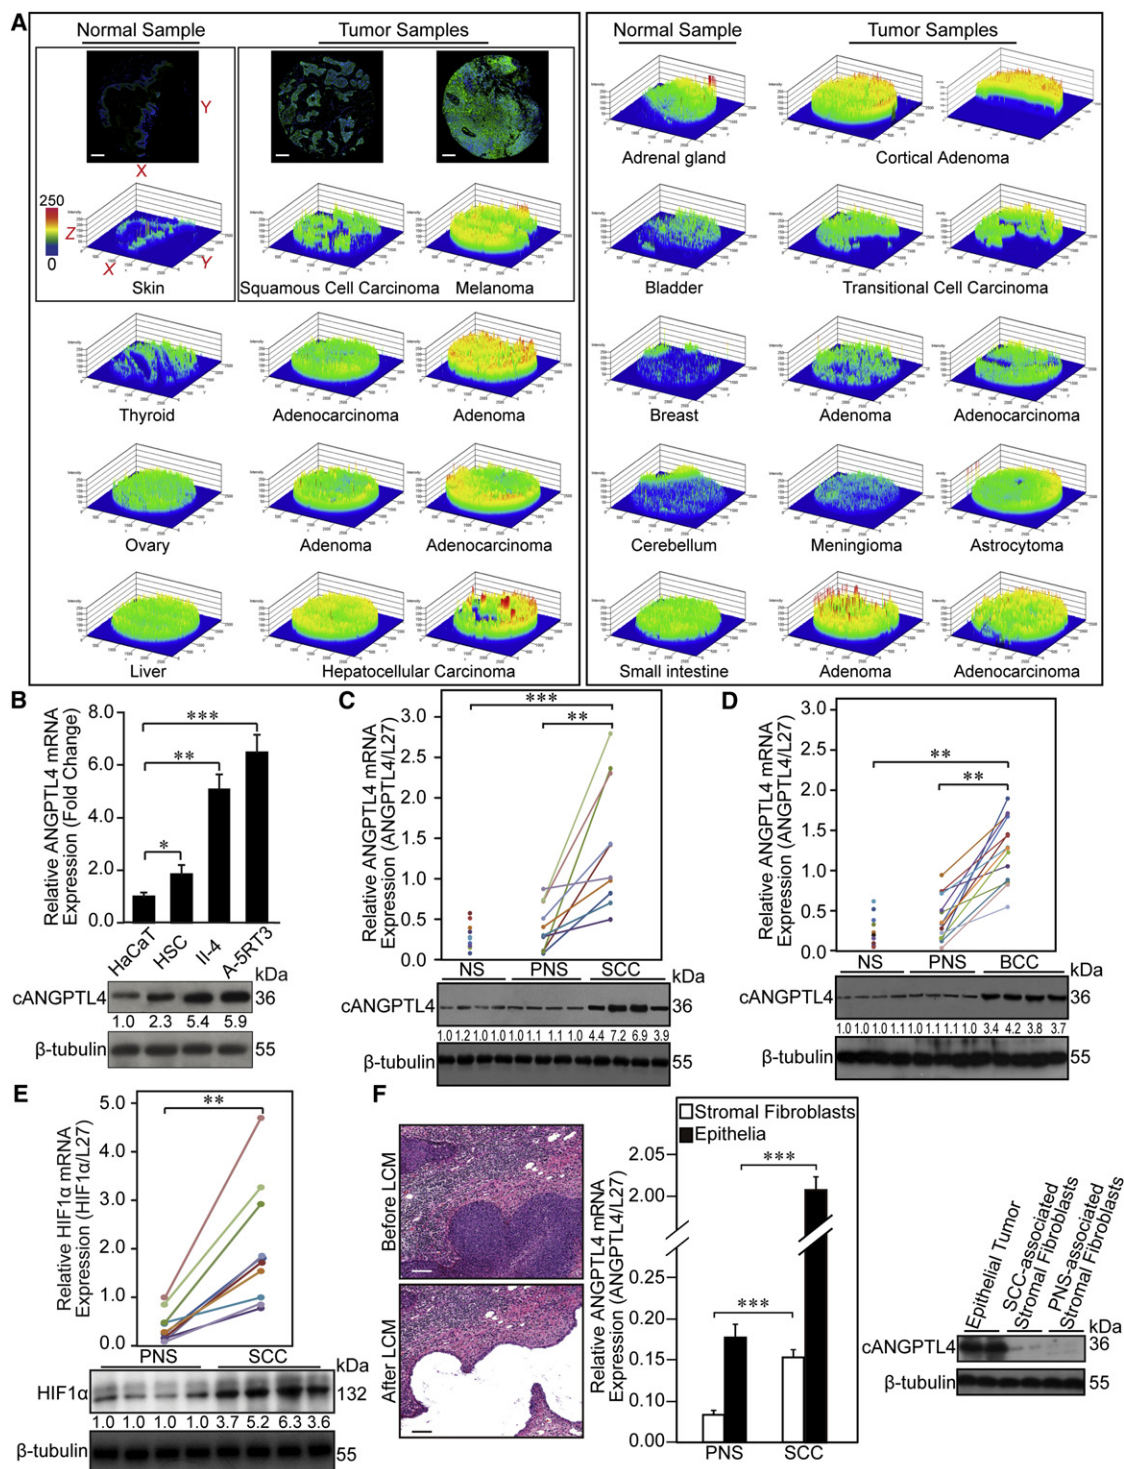 A
Normal Sample
Tumor Samples
Y
X
250
Z
0
X
Y
Skin
Squamous Cell Carcinoma
Melanoma
Thyroid
Adenocarcinoma
Adenoma
Ovary
Adenoma
Adenocarcinoma
Liver
Hepatocellular Carcinoma
Normal Sample
Tumor Samples
Adrenal gland
Cortical Adenoma
Bladder
Transitional Cell Carcinoma
Breast
Adenoma
Adenocarcinoma
Cerebellum
Meningioma
Astrocytoma
Small intestine
Adenoma
Adenocarcinoma
B
Relative ANGPTL4 mRNA
Expression (Fold Change)
8.0
6.0
4.0
2.0
0.0
***
**
*
HaCaT
HSC
II-4
A-5RT3
kDa
cANGPTL4
36
1.0 2.3 5.4 5.9
β-tubulin
55
C
Relative ANGPTL4 mRNA
Expression (ANGPTL4/L27)
3.0
2.5
2.0
1.5
1.0
0.5
0.0
***
**
NS PNS SCC
kDa
cANGPTL4
36
1.0 1.2 1.0 1.0 1.0 1.1 1.1 1.0 4.4 7.2 6.9 3.9
β-tubulin
55
D
Relative ANGPTL4 mRNA
Expression (ANGPTL4/L27)
3.0
2.5
2.0
1.5
1.0
0.5
0.0
**
**
NS PNS BCC
kDa
cANGPTL4
36
1.0 1.0 1.0 1.1 1.0 1.1 1.1 1.0 3.4 4.2 3.8 3.7
β-tubulin
55
E
Relative HIF1α mRNA
Expression (HIF1α/L27)
5.0
4.0
3.0
2.0
1.0
0.0
**
PNS SCC
kDa
HIF1α
132
1.0 1.0 1.0 1.0 3.7 5.2 6.3 3.6
β-tubulin
55
F
Before LCM
After LCM
Relative ANGPTL4 mRNA
Expression (ANGPTL4/L27)
Stromal Fibroblasts
Epithelia
2.05
2.00
0.25
0.20
0.15
0.10
0.00
***
***
PNS SCC
Epithelial Tumor
SCC-associated
Stromal Fibroblasts
PNS-associated
Stromal Fibroblasts
kDa
cANGPTL4
36
β-tubulin
55